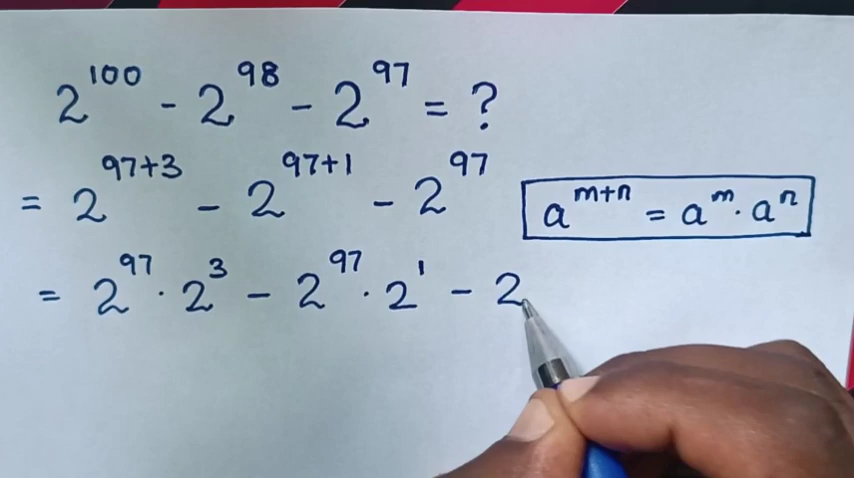 2^100 - 2^98 - 2^97 = ?
= 2^97+3 - 2^97+1 - 2^97
a^m+n = a^m · a^n
= 2^97 · 2^3 - 2^97 · 2^1 - 2